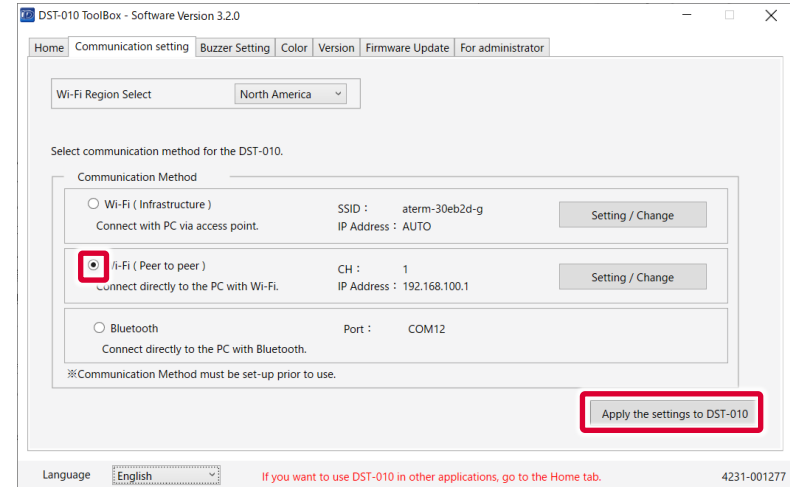 DST-010 ToolBox - Software Version 3.2.0
Home Communication setting Buzzer Setting Color Version Firmware Update For administrator
Wi-Fi Region Select North America
Select communication method for the DST-010.
Communication Method
Wi-Fi ( Infrastructure ) SSID : aterm-30eb2d-g
Connect with PC via access point. IP Address : AUTO
Setting / Change
/i-Fi ( Peer to peer ) CH : 1
Connect directly to the PC with Wi-Fi. IP Address : 192.168.100.1
Setting / Change
Bluetooth Port : COM12
Connect directly to the PC with Bluetooth.
※Communication Method must be set-up prior to use.
Apply the settings to DST-010
Language English If you want to use DST-010 in other applications, go to the Home tab. 4231-001277